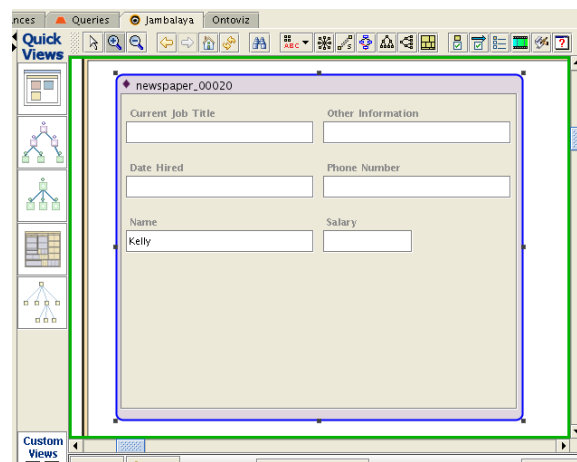 nces Queries Jambalaya Ontoviz
Quick
Views
ABC
newspaper_00020
Current Job Title Other Information
Date Hired Phone Number
Name Salary
Kelly
Custom
Views